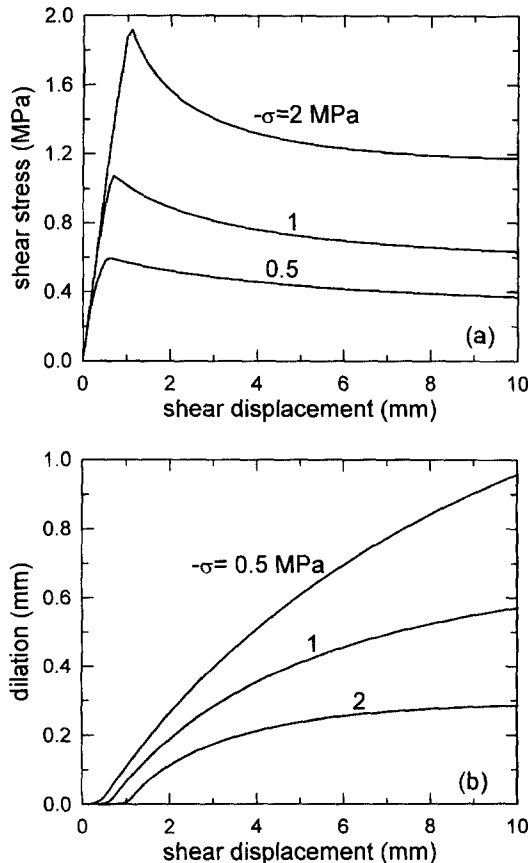 2.0
1.6
1.2
0.8
0.4
0.0
shear stress (MPa)
-σ=2 MPa
1
0.5
(a)
0 2 4 6 8 10
shear displacement (mm)
1.0
0.8
0.6
0.4
0.2
0.0
dilation (mm)
-σ= 0.5 MPa
1
2
(b)
0 2 4 6 8 10
shear displacement (mm)